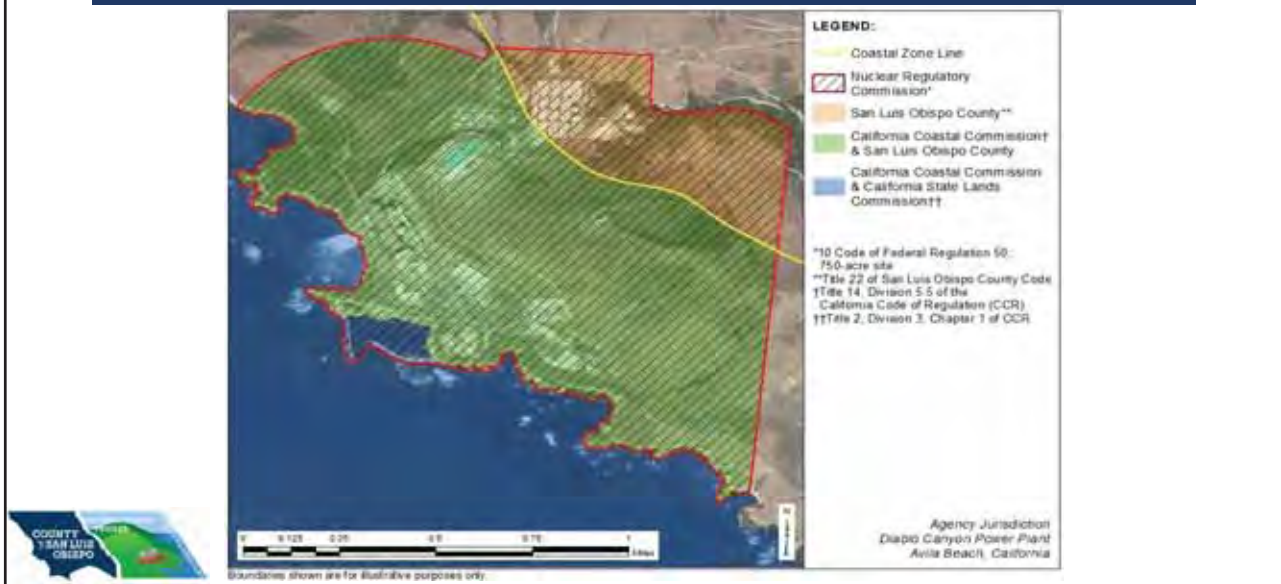 LEGEND:
Coastal Zone Line
Nuclear Regulatory
Commission*
San Luis Obispo County**
California Coastal Commission†
& San Luis Obispo County
California Coastal Commission
& California State Lands
Commission††
*10 Code of Federal Regulation 50:
750-acre site
**Title 22 of San Luis Obispo County Code
†Title 14, Division 5.5 of the
California Code of Regulation (CCR)
††Title 2, Division 3, Chapter 1 of CCR
Agency Jurisdiction
Diablo Canyon Power Plant
Avila Beach, California
0 0.125 0.25 0.5 0.75 1
Miles
COUNTY
SAN LUIS
OBISPO
Boundaries shown are for illustrative purposes only